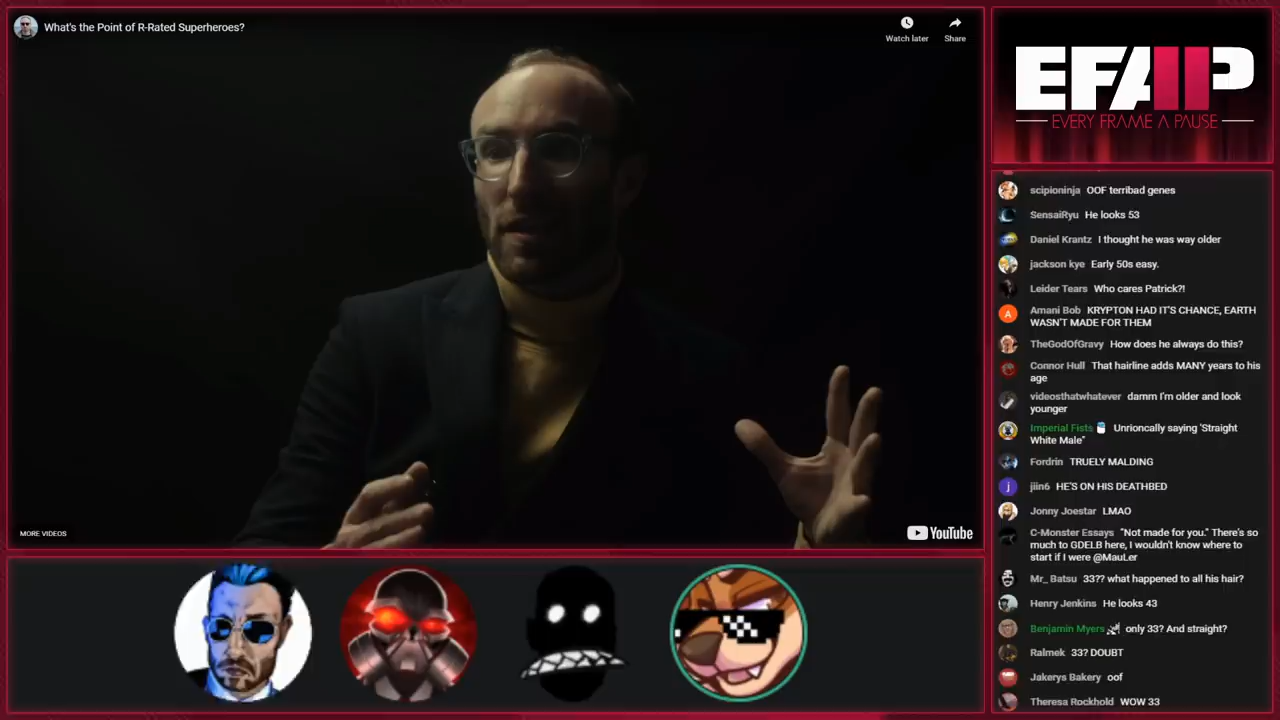 What's the Point of R-Rated Superheroes?
Watch later
Share
MORE VIDEOS
YouTube
EFAP
EVERY FRAME A PAUSE
scipioninja OOF terribad genes
SensaiRyu He looks 53
Daniel Krantz I thought he was way older
jackson kye Early 50s easy.
Leider Tears Who cares Patrick?!
A
Amani Bob KRYPTON HAD IT'S CHANCE, EARTH
WASN'T MADE FOR THEM
TheGodOfGravy How does he always do this?
Connor Hull That hairline adds MANY years to his
age
videosthatwhatever damm I'm older and look
younger
Imperial Fists Unrioncally saying 'Straight
White Male"
Fordrin TRUELY MALDING
j
jiin6 HE'S ON HIS DEATHBED
Jonny Joestar LMAO
C-Monster Essays "Not made for you." There's so
much to GDELB here, I wouldn't know where to
start if I were @MauLer
Mr_ Batsu 33?? what happened to all his hair?
Henry Jenkins He looks 43
Benjamin Myers only 33? And straight?
Ralmek 33? DOUBT
Jakerys Bakery oof
Theresa Rockhold WOW 33